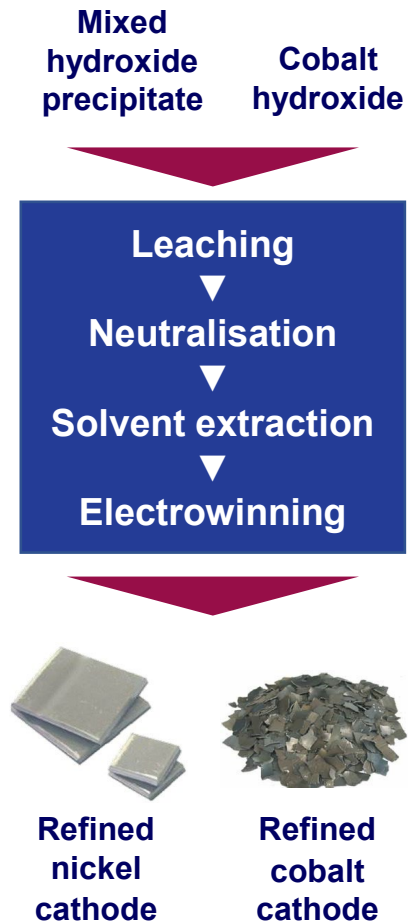 Mixed
hydroxide
precipitate
Cobalt
hydroxide
Leaching
Neutralisation
Solvent extraction
Electrowinning
Refined
nickel
cathode
Refined
cobalt
cathode